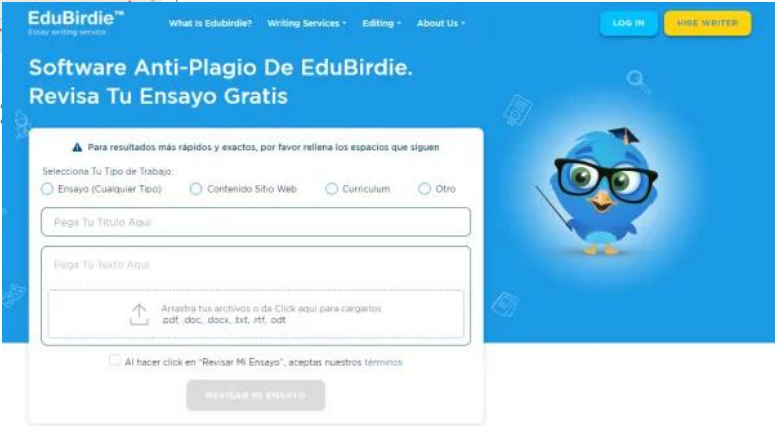 EduBirdie™
Essay writing service
What is Edubirdie? Writing Services Editing About Us
LOG IN HIRE WRITER
Software Anti-Plagio De EduBirdie.
Revisa Tu Ensayo Gratis
Para resultados más rápidos y exactos, por favor rellena los espacios que siguen
Selecciona Tu Tipo de Trabajo:
Ensayo (Cualquier Tipo) Contenido Sitio Web Curriculum Otro
Pega Tu Título Aquí
Pega Tu Texto Aquí
Arrastra tus archivos o da Click aquí para cargarlos
.pdf, .doc, .docx, .txt, .rtf, .odt
Al hacer click en "Revisar Mi Ensayo", aceptas nuestros términos
REVISAR MI ENSAYO